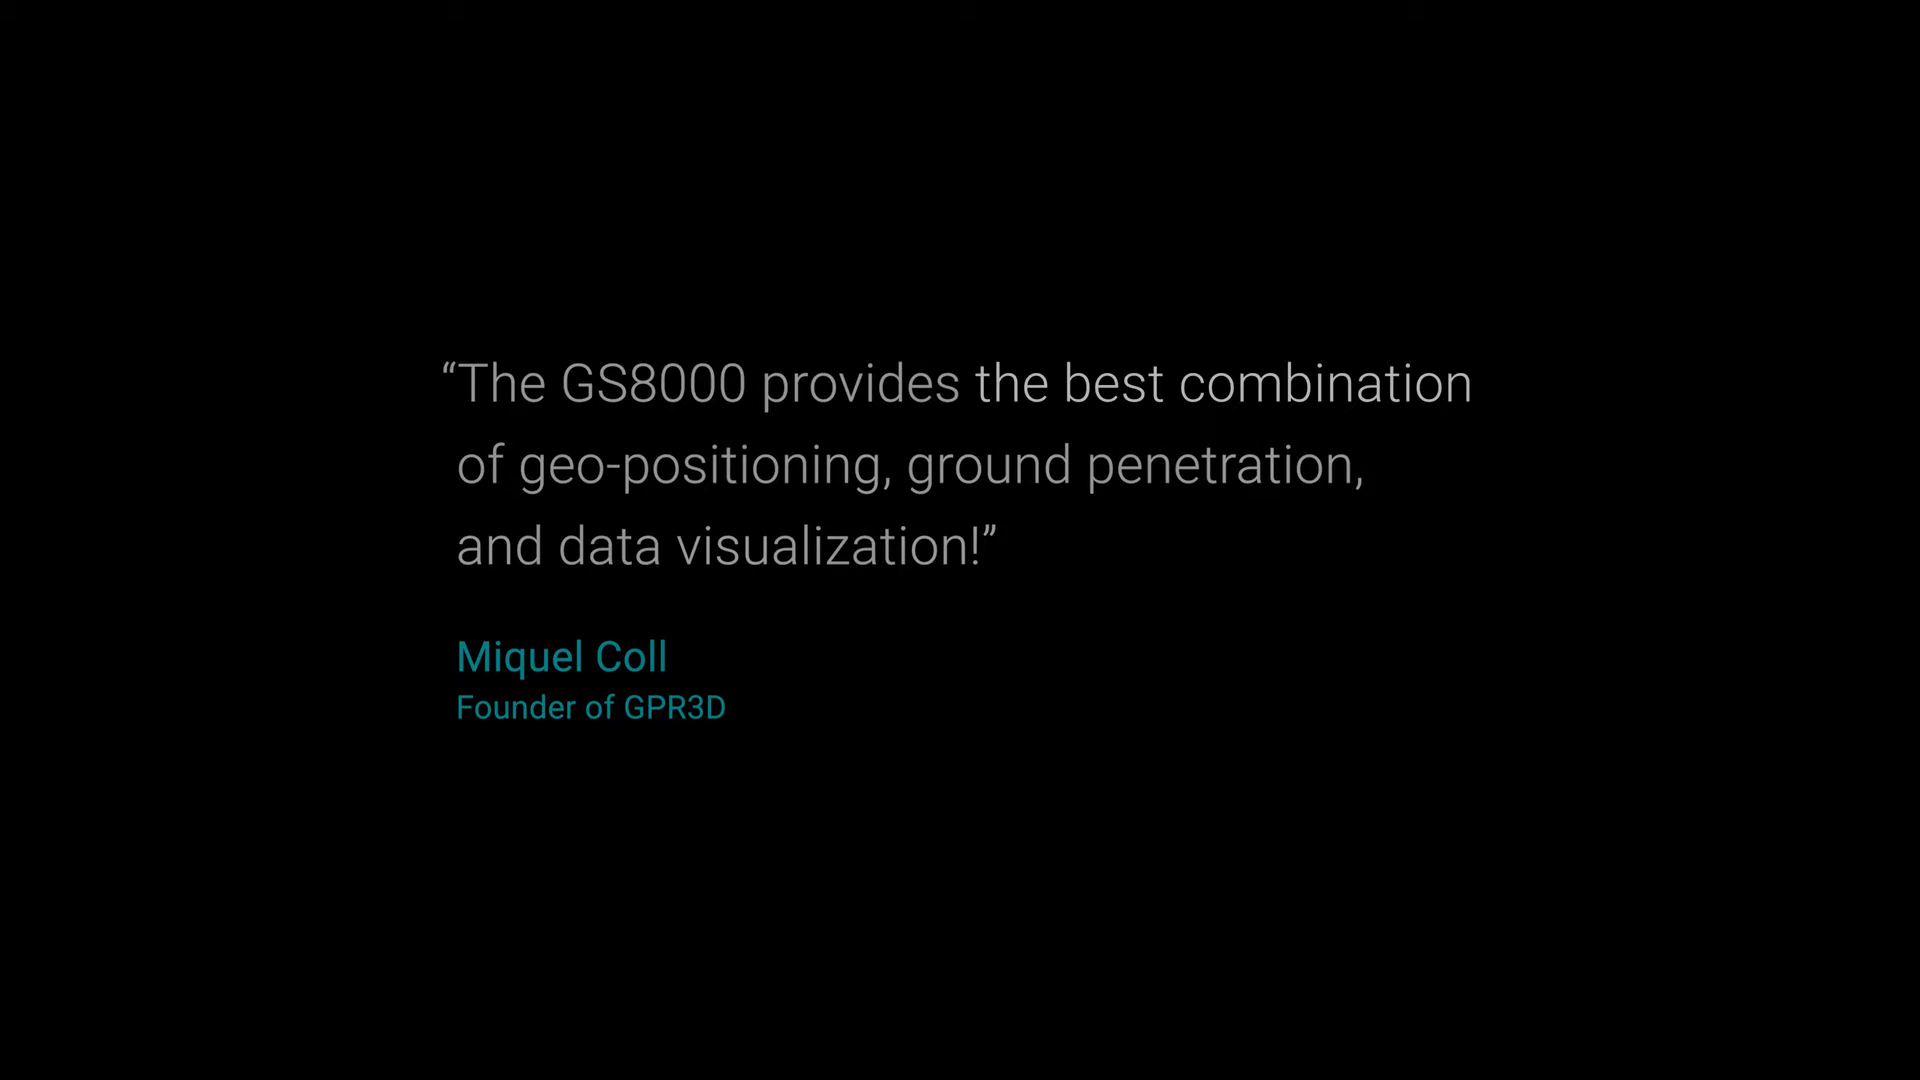 “The GS8000 provides the best combination
of geo-positioning, ground penetration,
and data visualization!”
Miquel Coll
Founder of GPR3D